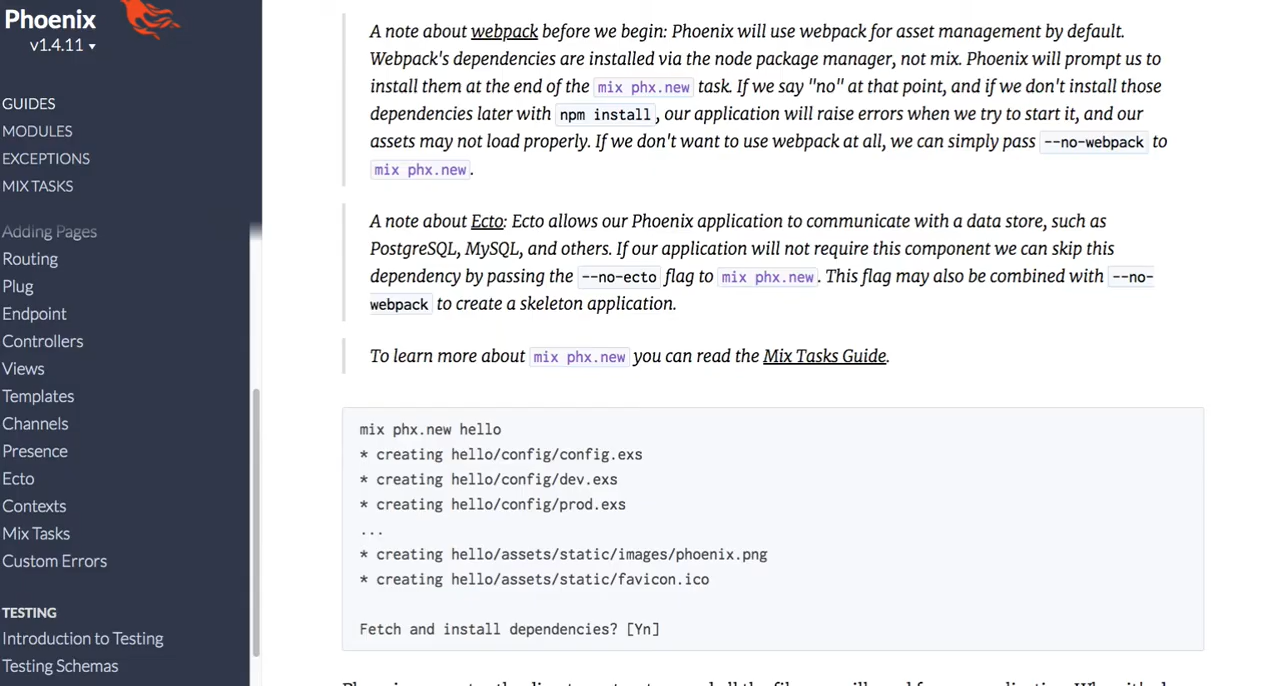 Phoenix
v1.4.11
GUIDES
MODULES
EXCEPTIONS
MIX TASKS
Adding Pages
Routing
Plug
Endpoint
Controllers
Views
Templates
Channels
Presence
Ecto
Contexts
Mix Tasks
Custom Errors
TESTING
Introduction to Testing
Testing Schemas
A note about webpack before we begin: Phoenix will use webpack for asset management by default.
Webpack's dependencies are installed via the node package manager, not mix. Phoenix will prompt us to
install them at the end of the mix phx.new task. If we say "no" at that point, and if we don't install those
dependencies later with npm install, our application will raise errors when we try to start it, and our
assets may not load properly. If we don't want to use webpack at all, we can simply pass --no-webpack to
mix phx.new.
A note about Ecto: Ecto allows our Phoenix application to communicate with a data store, such as
PostgreSQL, MySQL, and others. If our application will not require this component we can skip this
dependency by passing the --no-ecto flag to mix phx.new. This flag may also be combined with --no-
webpack to create a skeleton application.
To learn more about mix phx.new you can read the Mix Tasks Guide.
mix phx.new hello
* creating hello/config/config.exs
* creating hello/config/dev.exs
* creating hello/config/prod.exs
...
* creating hello/assets/static/images/phoenix.png
* creating hello/assets/static/favicon.ico
Fetch and install dependencies? [Yn]